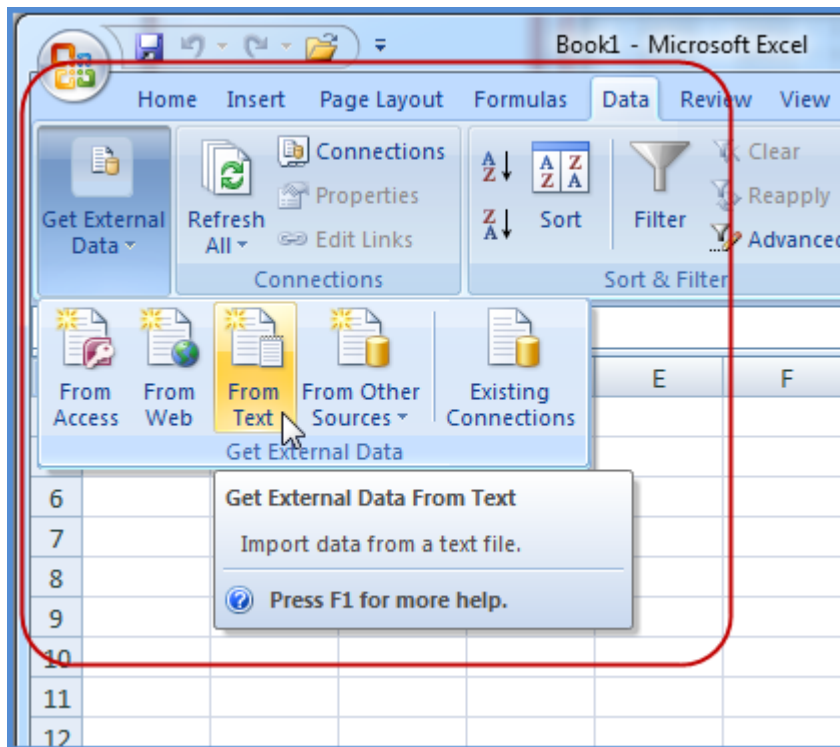 Book1 - Microsoft Excel
Home Insert Page Layout Formulas Data Review View
Get External
Data
Refresh
All
Connections
Properties
Edit Links
Connections
A
Z
Z
A
A Z
Z A
Sort
Filter
Clear
Reapply
Advanced
Sort & Filter
From
Access
From
Web
From
Text
From Other
Sources
Existing
Connections
Get External Data
E F
6
Get External Data From Text
7
Import data from a text file.
8
Press F1 for more help.
9
10
11
12